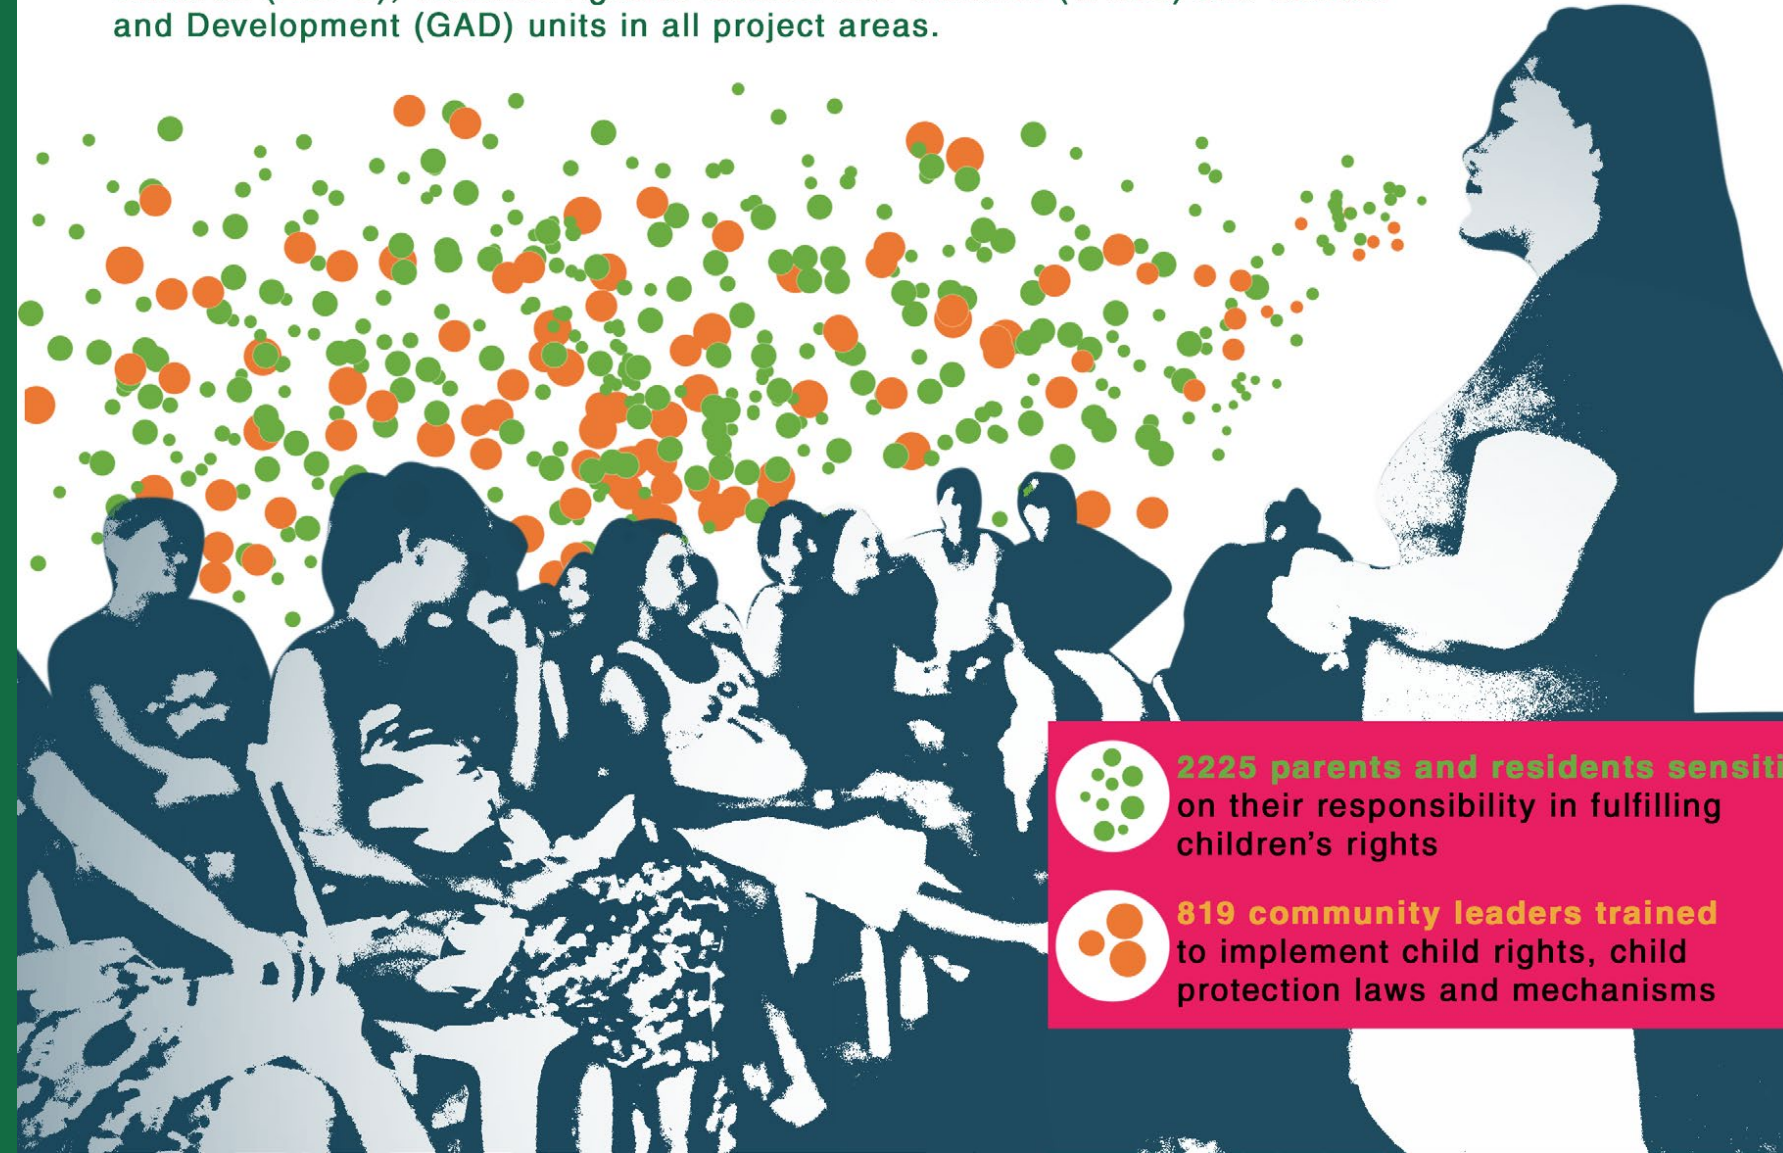 and Development (GAD) units in all project areas.
2225 parents and residents
on their responsibility in fulfilling
children's rights
819 community leaders trained
to implement child rights, child
protection laws and mechanisms